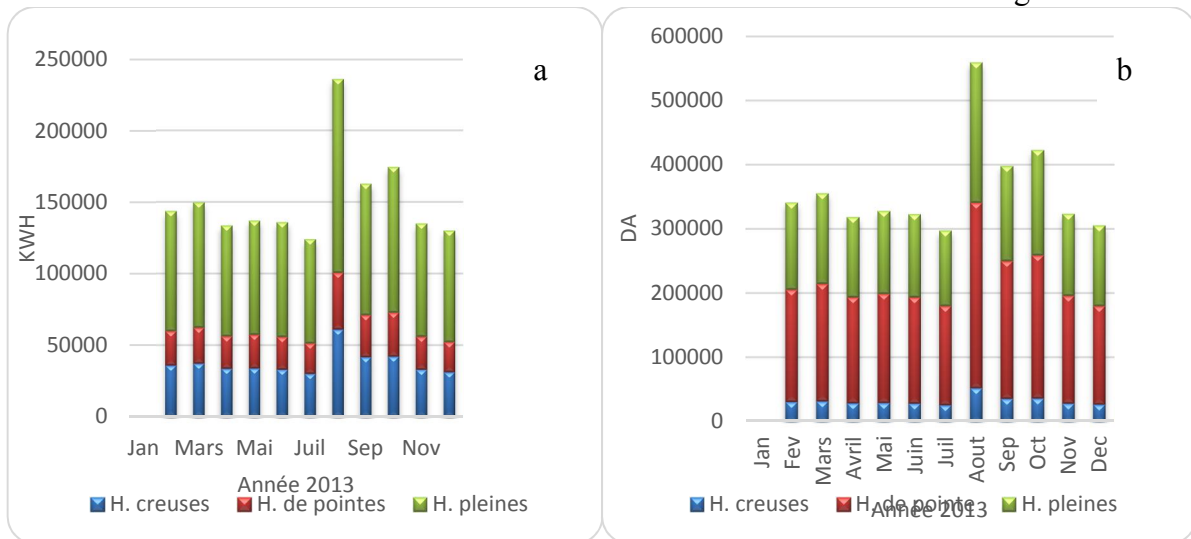 g
a
250000
200000
150000
100000
50000
0
KWH
Jan Mars Mai Juil Sep Nov
Année 2013
H. creuses H. de pointes H. pleines
b
600000
500000
400000
300000
200000
100000
0
DA
Jan Fev Mars Avril Mai Juin Juil Aout Sep Oct Nov Dec
Année 2013
H. creuses H. de pointe H. pleines